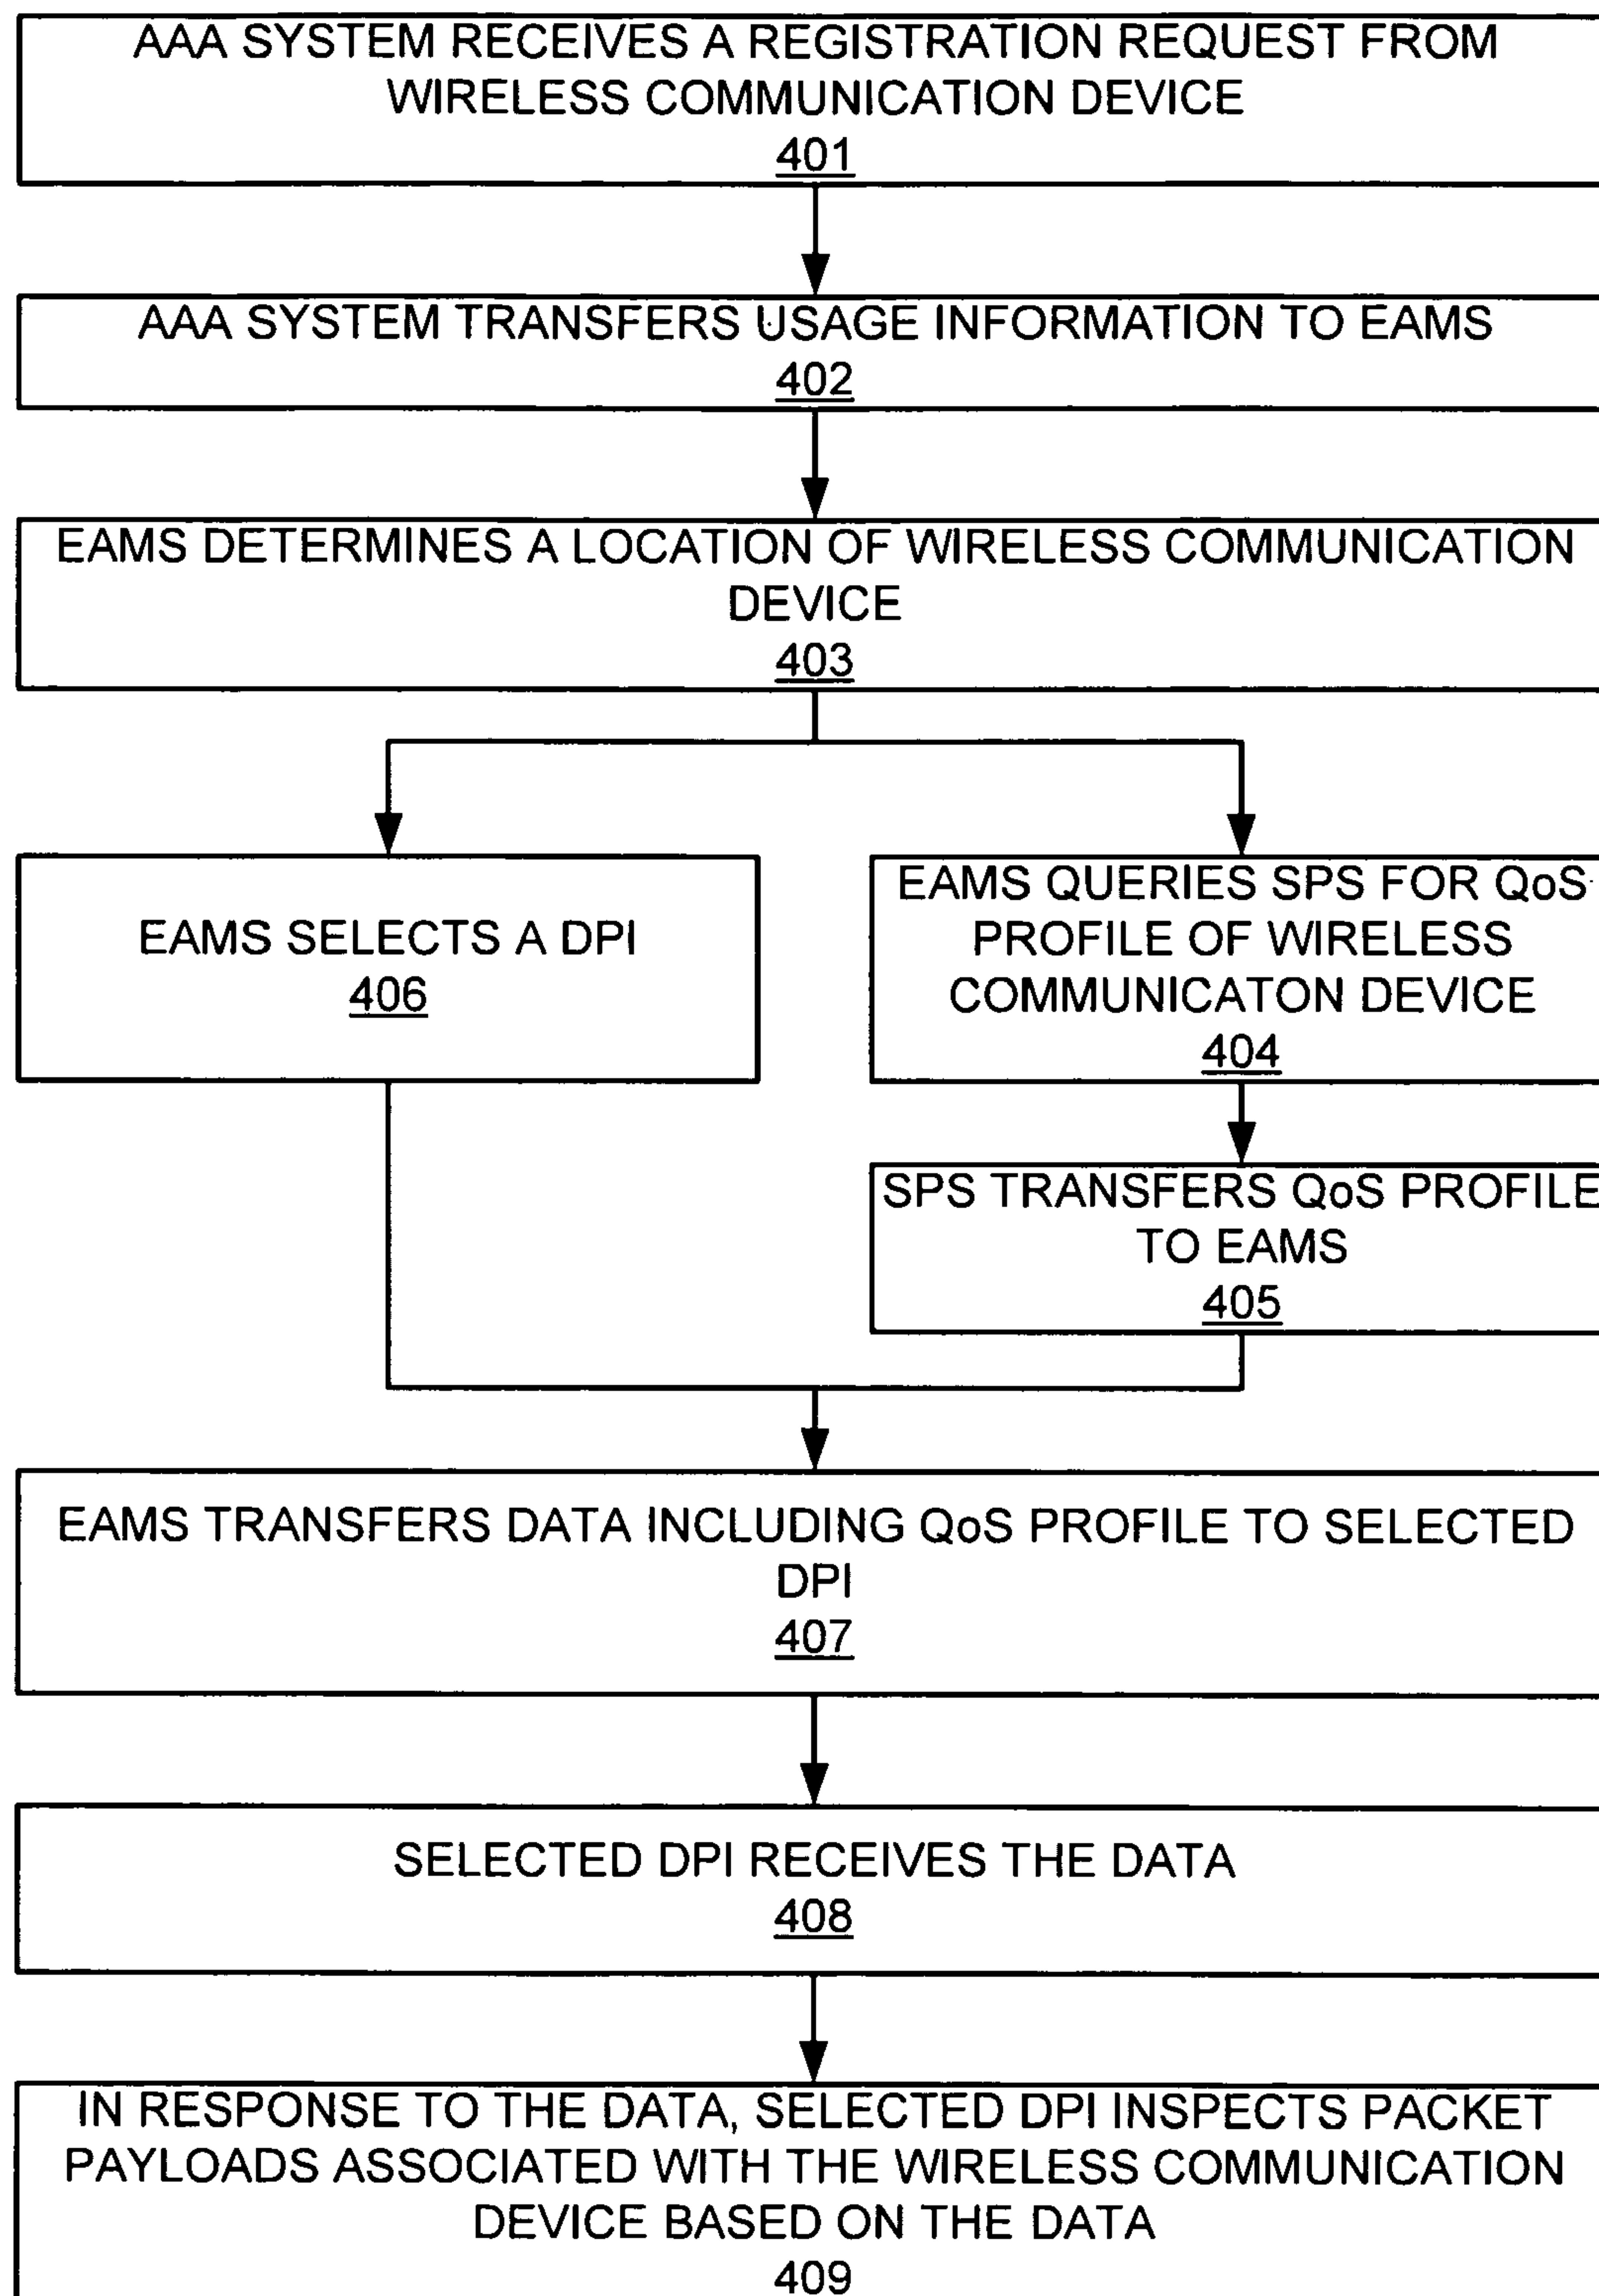 AAA SYSTEM RECEIVES A REGISTRATION REQUEST FROM
WIRELESS COMMUNICATION DEVICE
401
AAA SYSTEM TRANSFERS USAGE INFORMATION TO EAMS
402
EAMS DETERMINES A LOCATION OF WIRELESS COMMUNICATION
DEVICE
403
EAMS SELECTS A DPI
406
EAMS QUERIES SPS FOR QoS
PROFILE OF WIRELESS
COMMUNICATON DEVICE
404
SPS TRANSFERS QoS PROFILE
TO EAMS
405
EAMS TRANSFERS DATA INCLUDING QoS PROFILE TO SELECTED
DPI
407
SELECTED DPI RECEIVES THE DATA
408
IN RESPONSE TO THE DATA, SELECTED DPI INSPECTS PACKET
PAYLOADS ASSOCIATED WITH THE WIRELESS COMMUNICATION
DEVICE BASED ON THE DATA
409